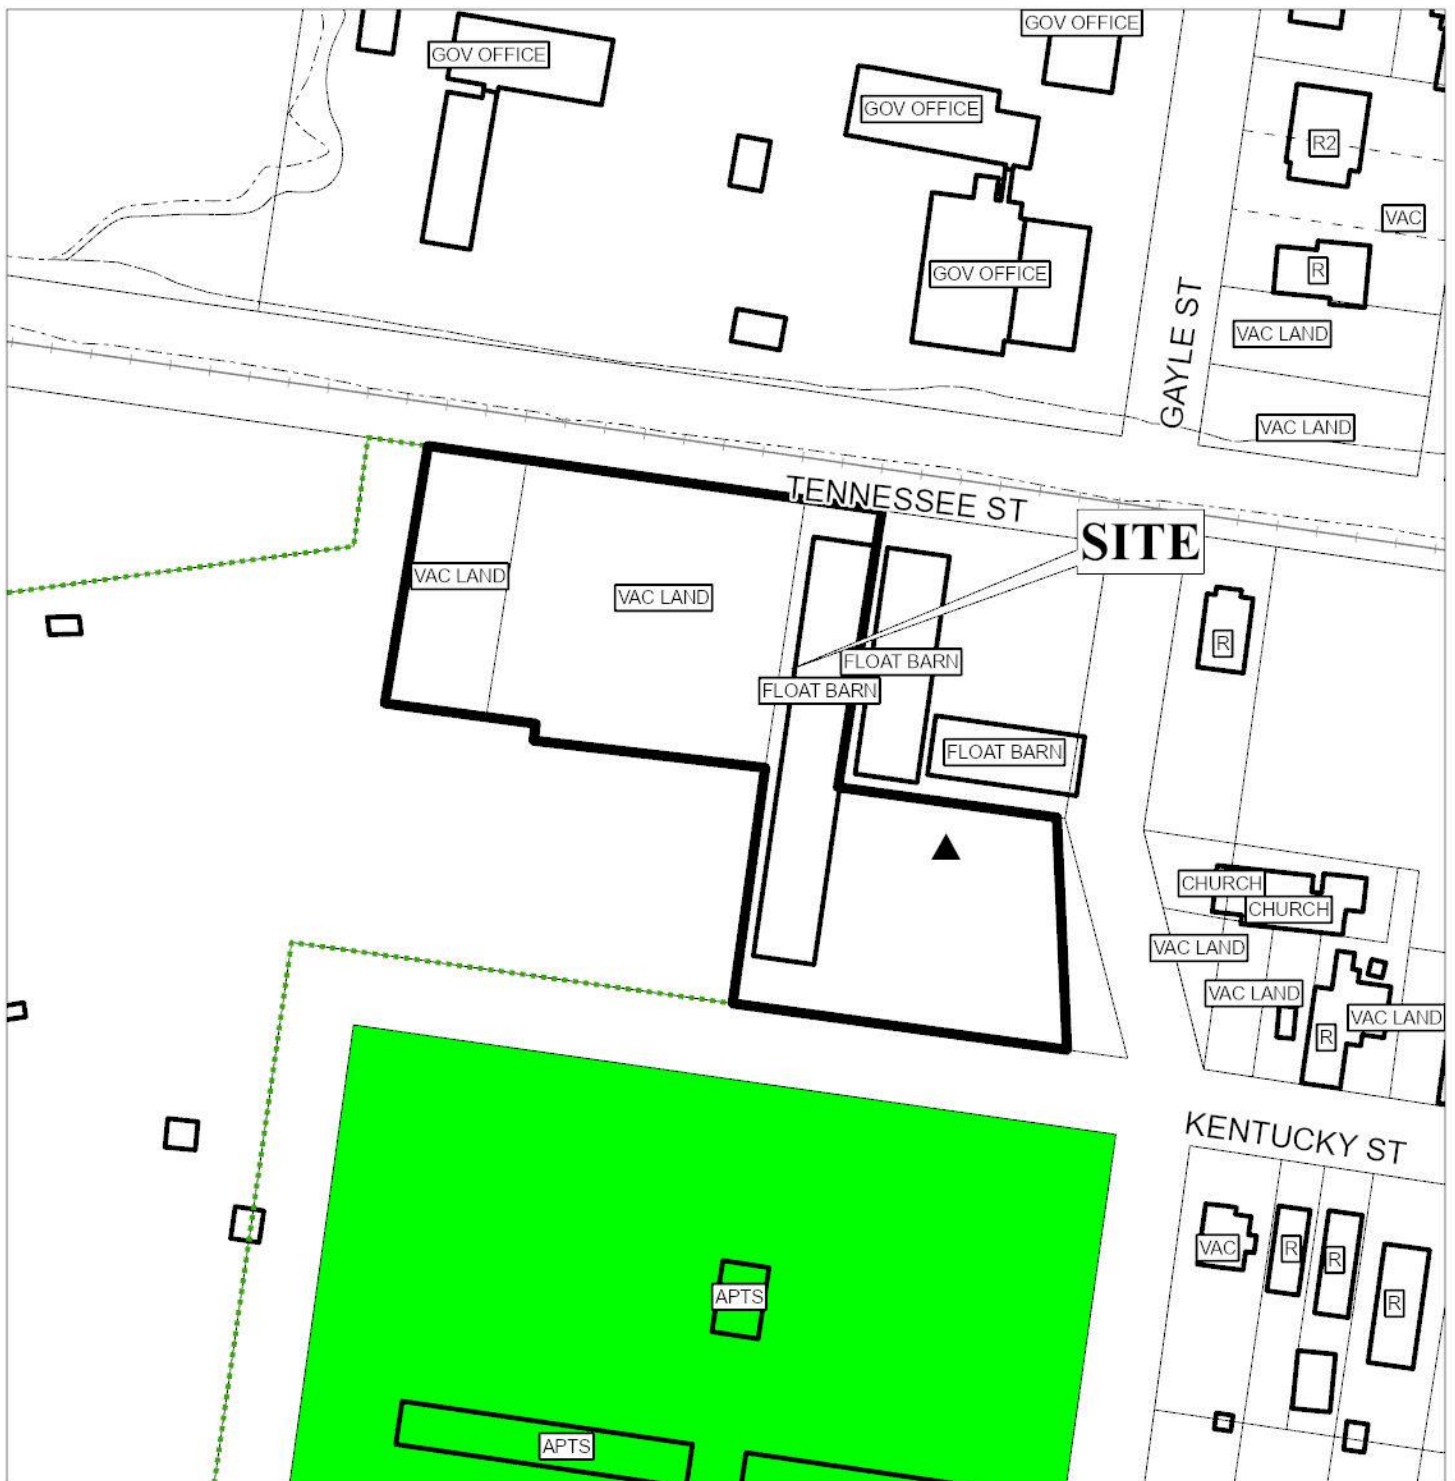 GOV OFFICE
GOV OFFICE
GOV OFFICE
R2
VAC
GOV OFFICE
R
GAYLE ST
VAC LAND
VAC LAND
TENNESSEE ST
SITE
VAC LAND
VAC LAND
R
FLOAT BARN
FLOAT BARN
FLOAT BARN
CHURCH
CHURCH
VAC LAND
VAC LAND
VAC LAND
R
KENTUCKY ST
VAC
R
R
R
APTS
APTS